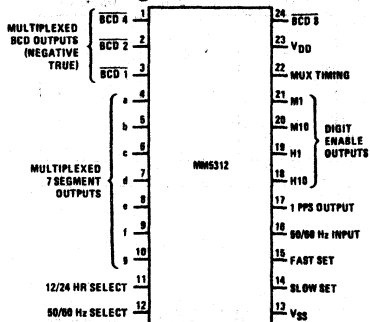 MULTIPLEXED
BCD OUTPUTS
(NEGATIVE
TRUE)
BCD 4 1
BCD 2 2
BCD 1 3
MULTIPLEXED
7 SEGMENT
OUTPUTS
a 4
b 5
c 6
d 7
e 8
f 9
g 10
12/24 HR SELECT 11
50/60 Hz SELECT 12
MM5312
24 BCD 8
23 VDD
22 MUX TIMING
21 M1
20 M10
19 H1
18 H10
DIGIT
ENABLE
OUTPUTS
17 1 PPS OUTPUT
16 50/60 Hz INPUT
15 FAST SET
14 SLOW SET
13 VSS